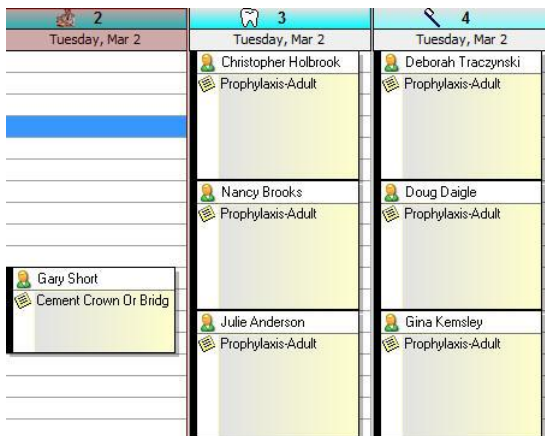 2
Tuesday, Mar 2
Gary Short
Cement Crown Or Bridg
3
Tuesday, Mar 2
Christopher Holbrook
Prophylaxis-Adult
Nancy Brooks
Prophylaxis-Adult
Julie Anderson
Prophylaxis-Adult
4
Tuesday, Mar 2
Deborah Traczynski
Prophylaxis-Adult
Doug Daigle
Prophylaxis-Adult
Gina Kemsley
Prophylaxis-Adult